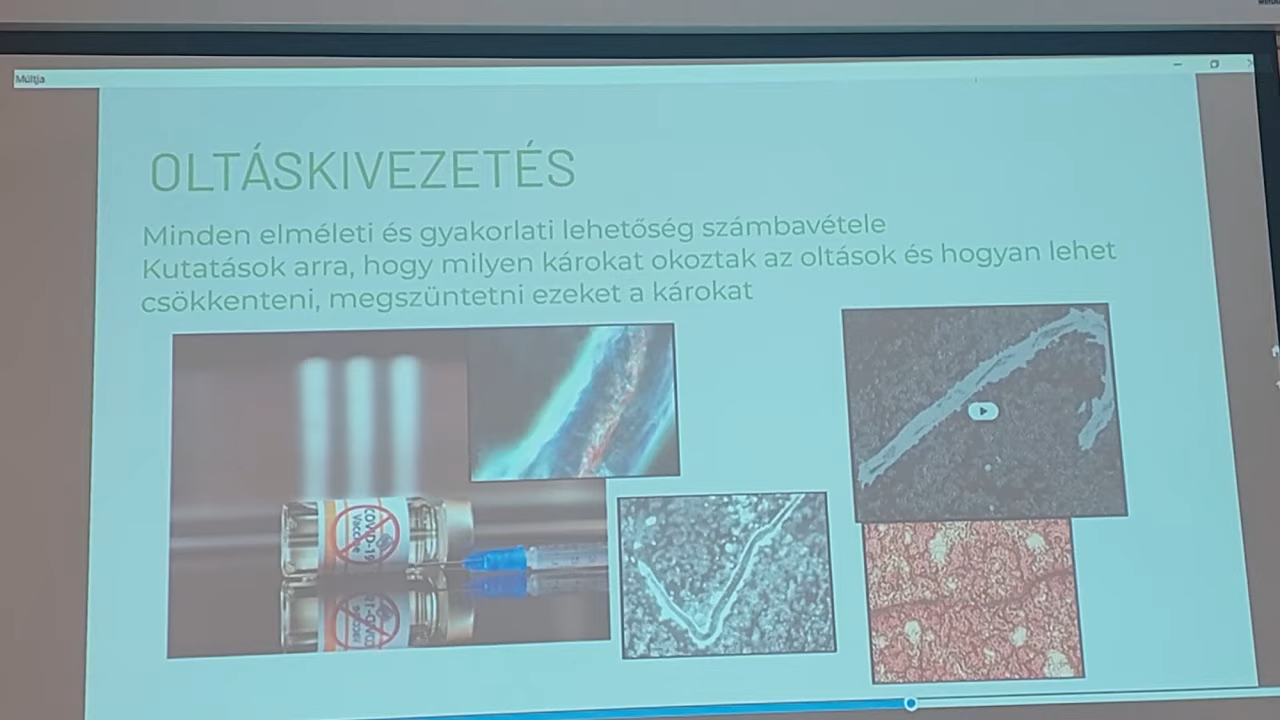 Múltja
OLTÁSKIVEZETÉS
Minden elméleti és gyakorlati lehetőség számbavétele
Kutatások arra, hogy milyen károkat okoztak az oltások és hogyan lehet
csökkenteni, megszüntetni ezeket a károkat
COVID-19
Vaccine